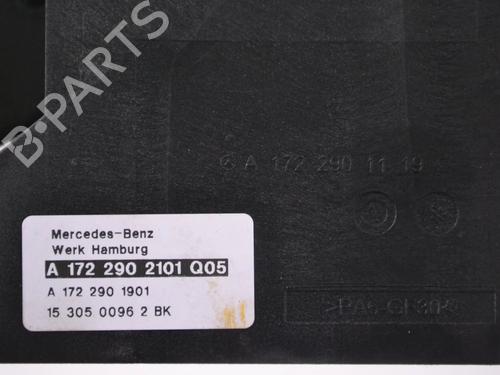 B-PARTS
A 172 290 11 19
Mercedes-Benz
Werk Hamburg
A 172 290 2101 Q05
A 172 290 1901
15 305 0096 2 BK
>PA6-GF30<